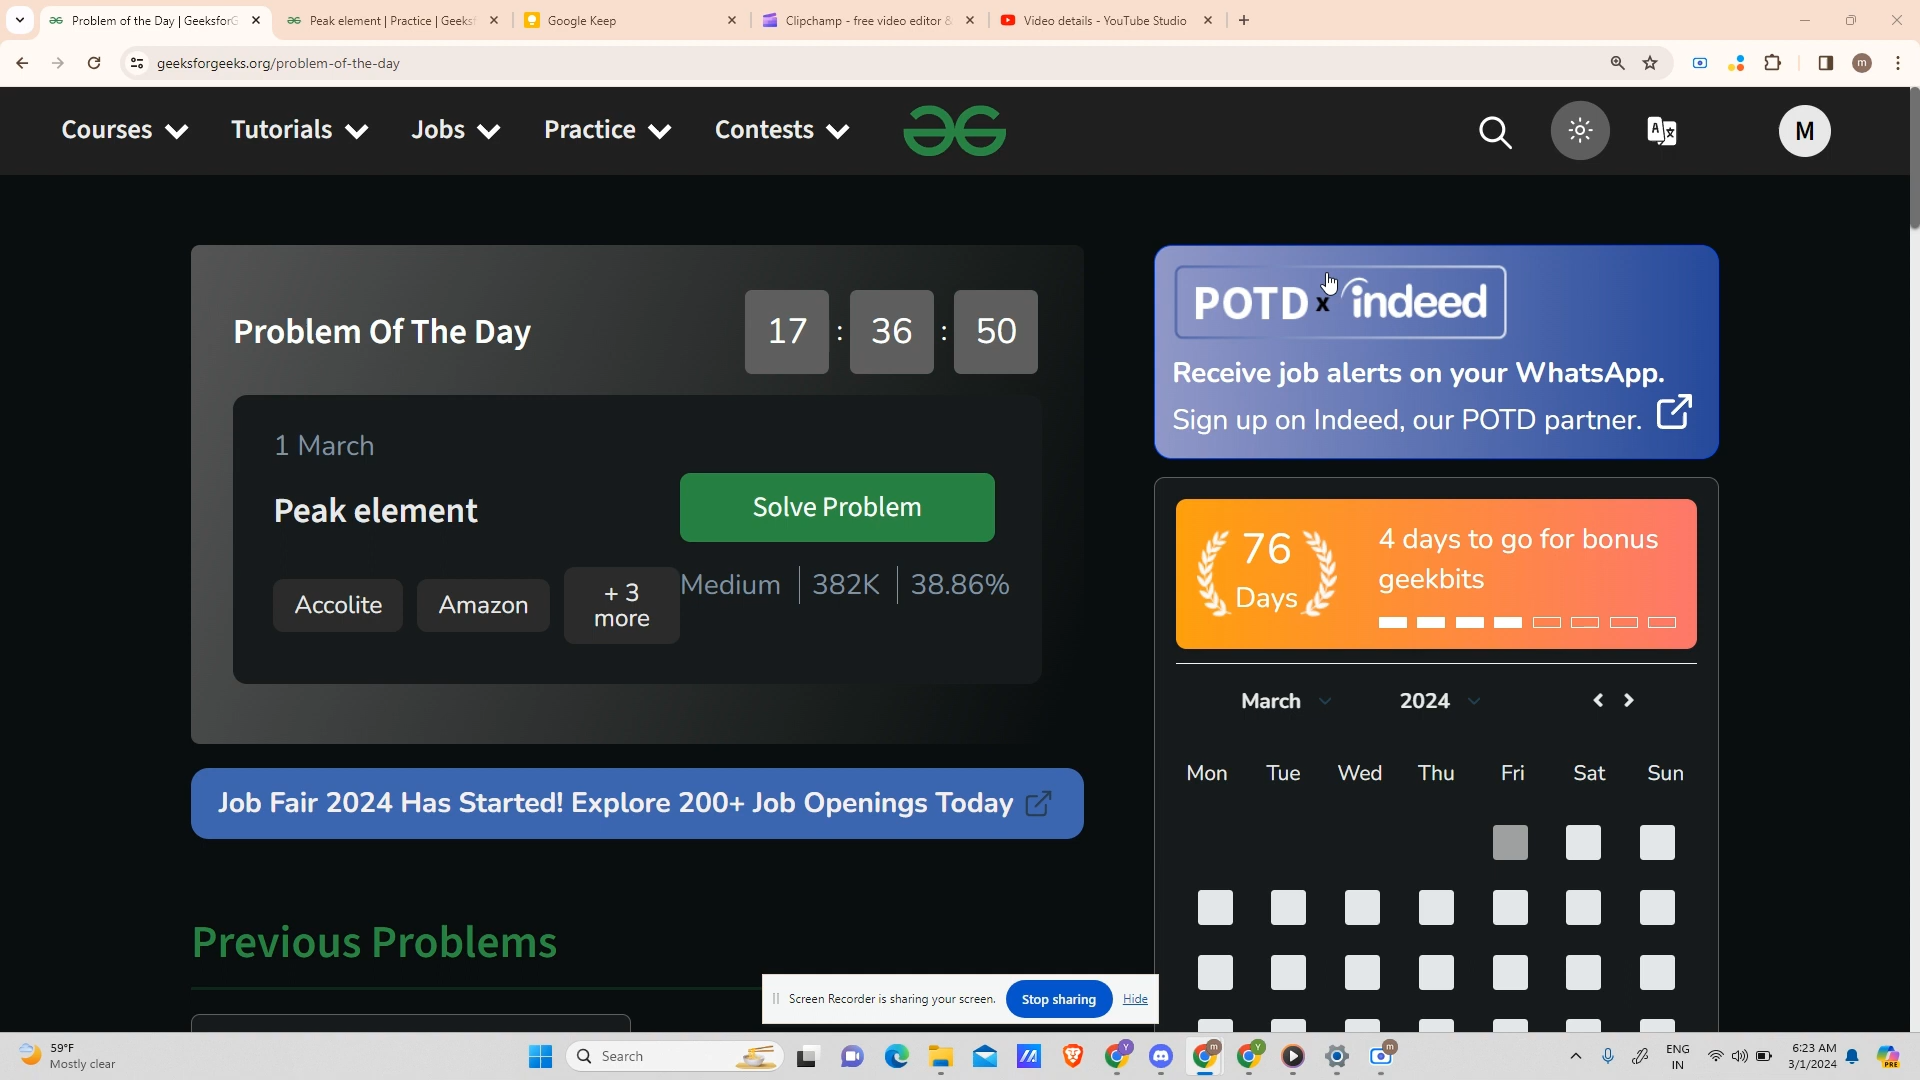 Problem of the Day | GeeksforG
Peak element | Practice | Geeks
Google Keep
Clipchamp - free video editor &
Video details - YouTube Studio
geeksforgeeks.org/problem-of-the-day
m
Courses
Tutorials
Jobs
Practice
Contests
M
Problem Of The Day
17 : 36 : 50
1 March
Peak element
Solve Problem
Accolite
Amazon
+ 3
more
Medium
382K
38.86%
Job Fair 2024 Has Started! Explore 200+ Job Openings Today
Previous Problems
POTD x indeed
Receive job alerts on your WhatsApp.
Sign up on Indeed, our POTD partner.
76
Days
4 days to go for bonus
geekbits
March
2024
Mon Tue Wed Thu Fri Sat Sun
Screen Recorder is sharing your screen.
Stop sharing
Hide
59°F
Mostly clear
Search
Y
m
Y
m
ENG
IN
6:23 AM
3/1/2024
PRE